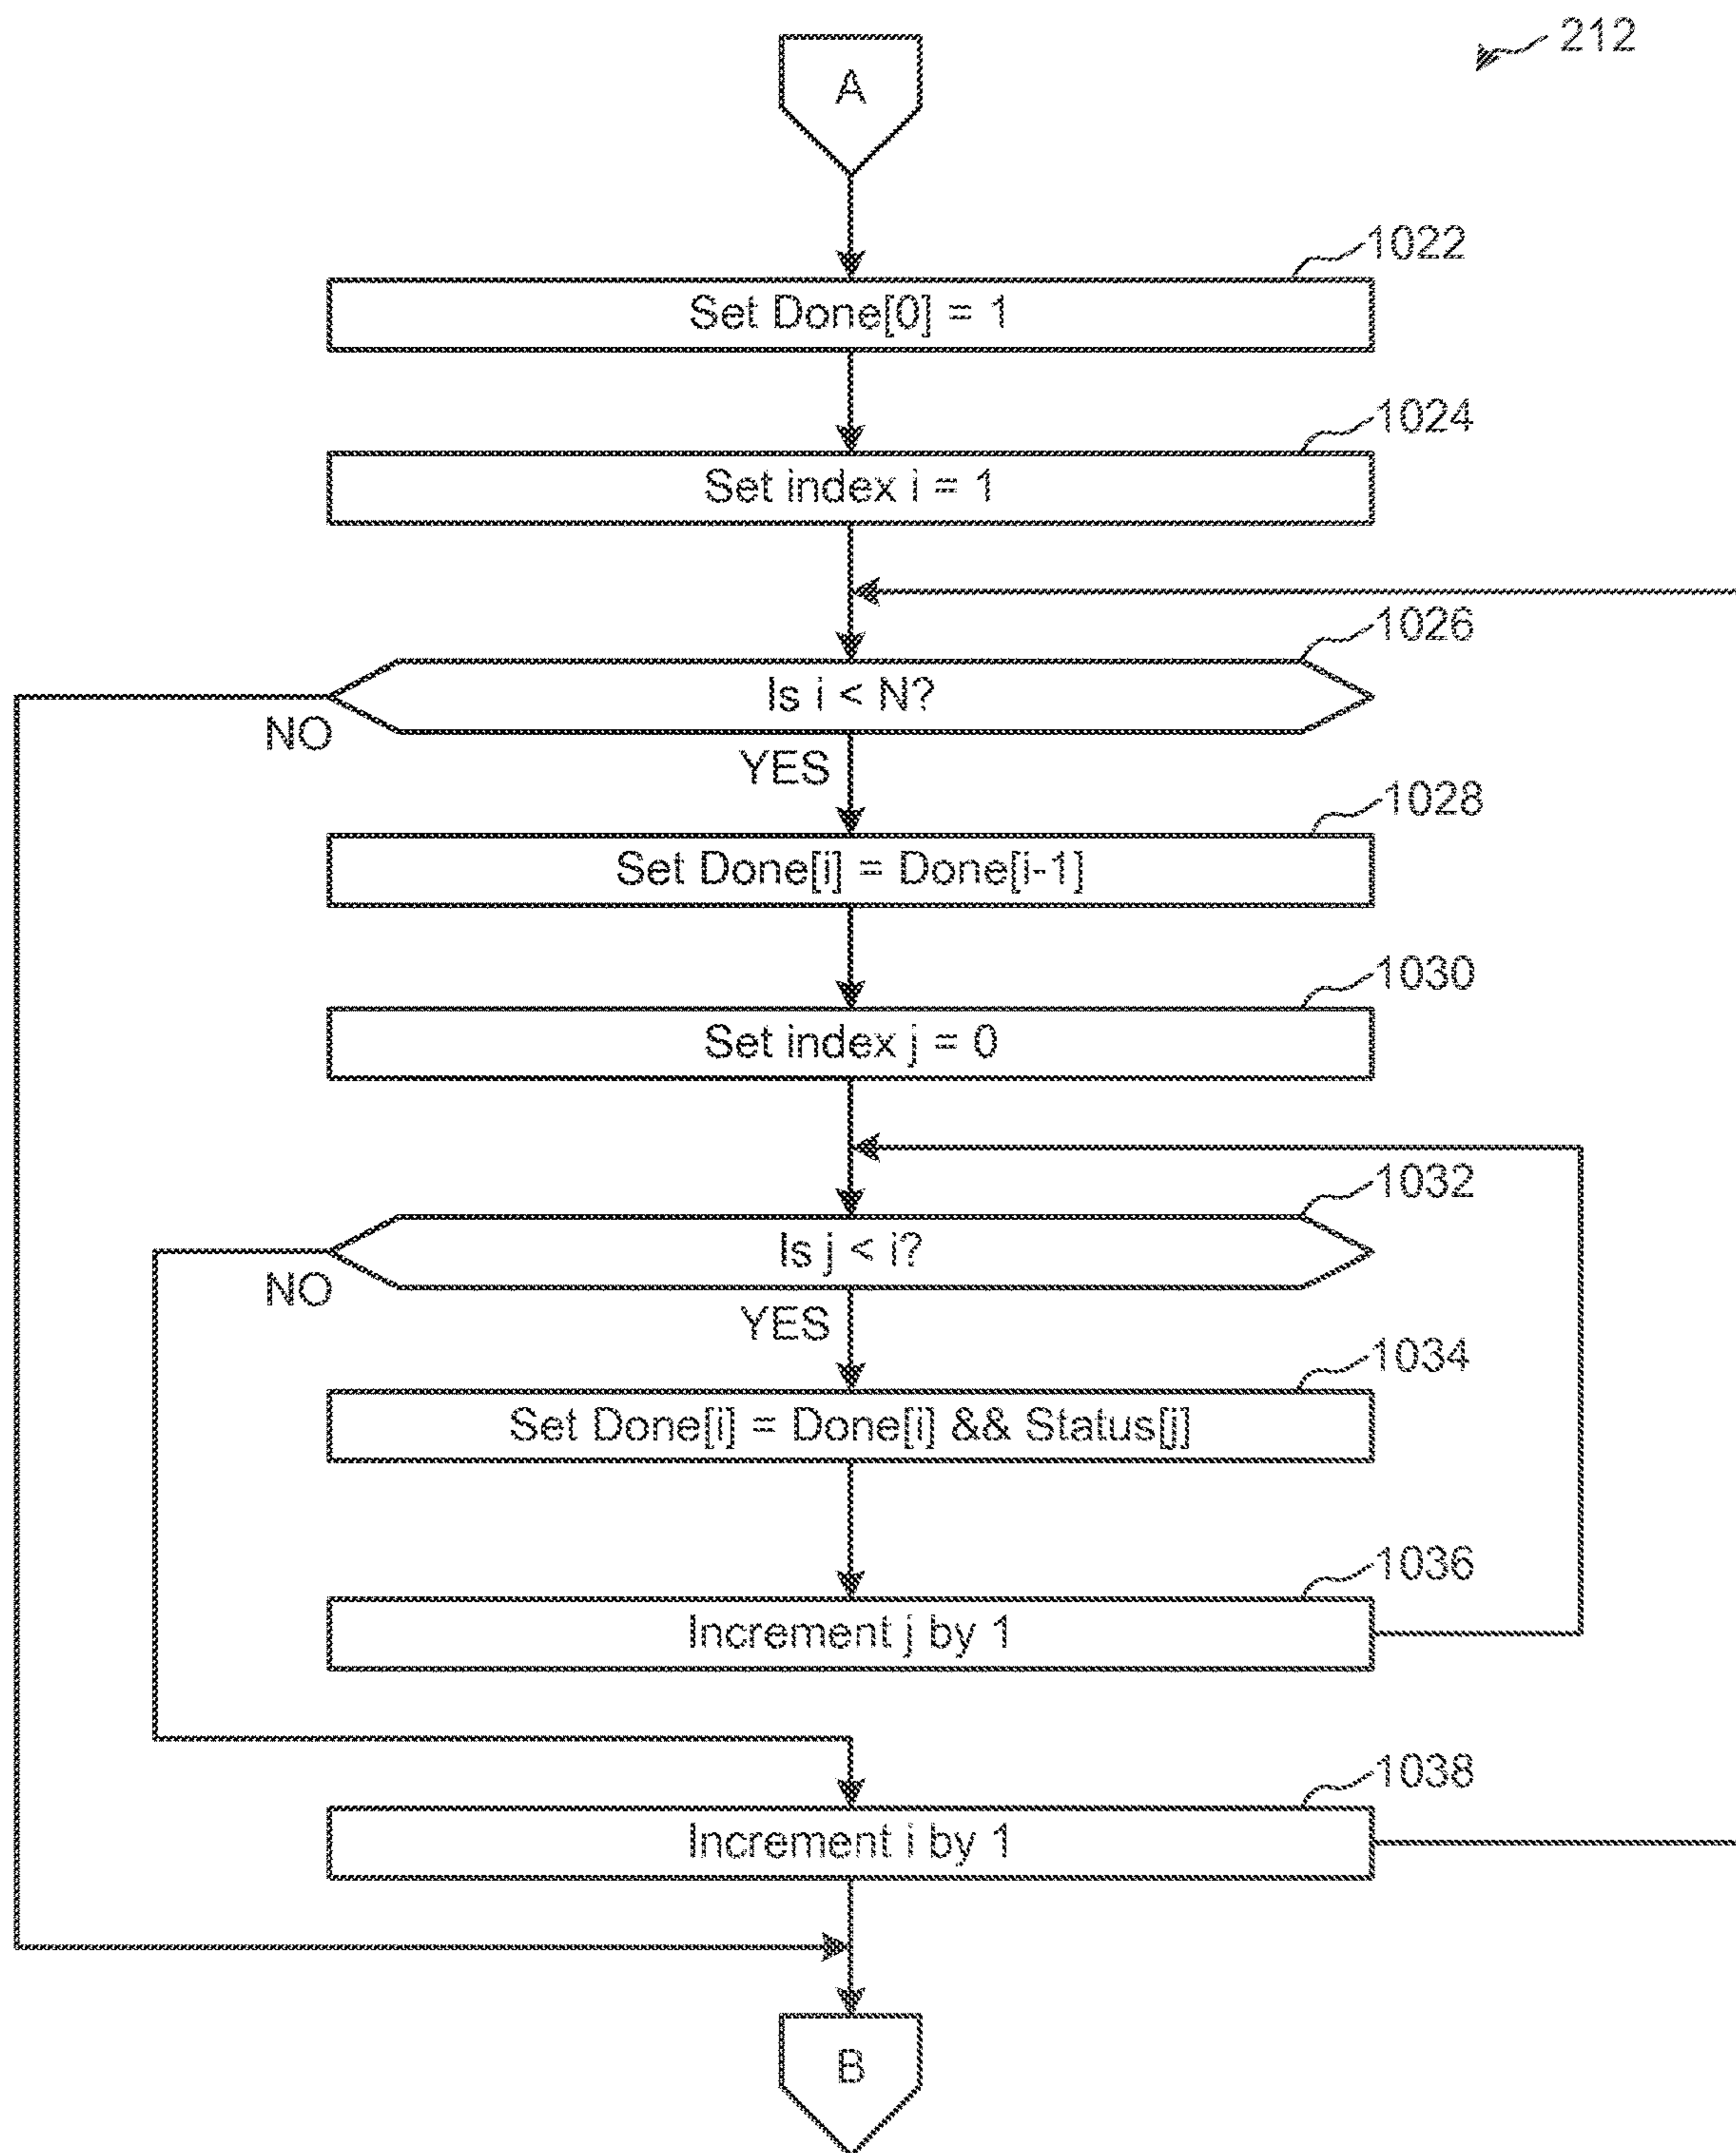 212
A
1022
Set Done[0] = 1
1024
Set index i = 1
1026
Is i < N?
NO
YES
1028
Set Done[i] = Done[i-1]
1030
Set index j = 0
1032
Is j < i?
NO
YES
1034
Set Done[i] = Done[i] && Status[j]
1036
Increment j by 1
1038
Increment i by 1
B